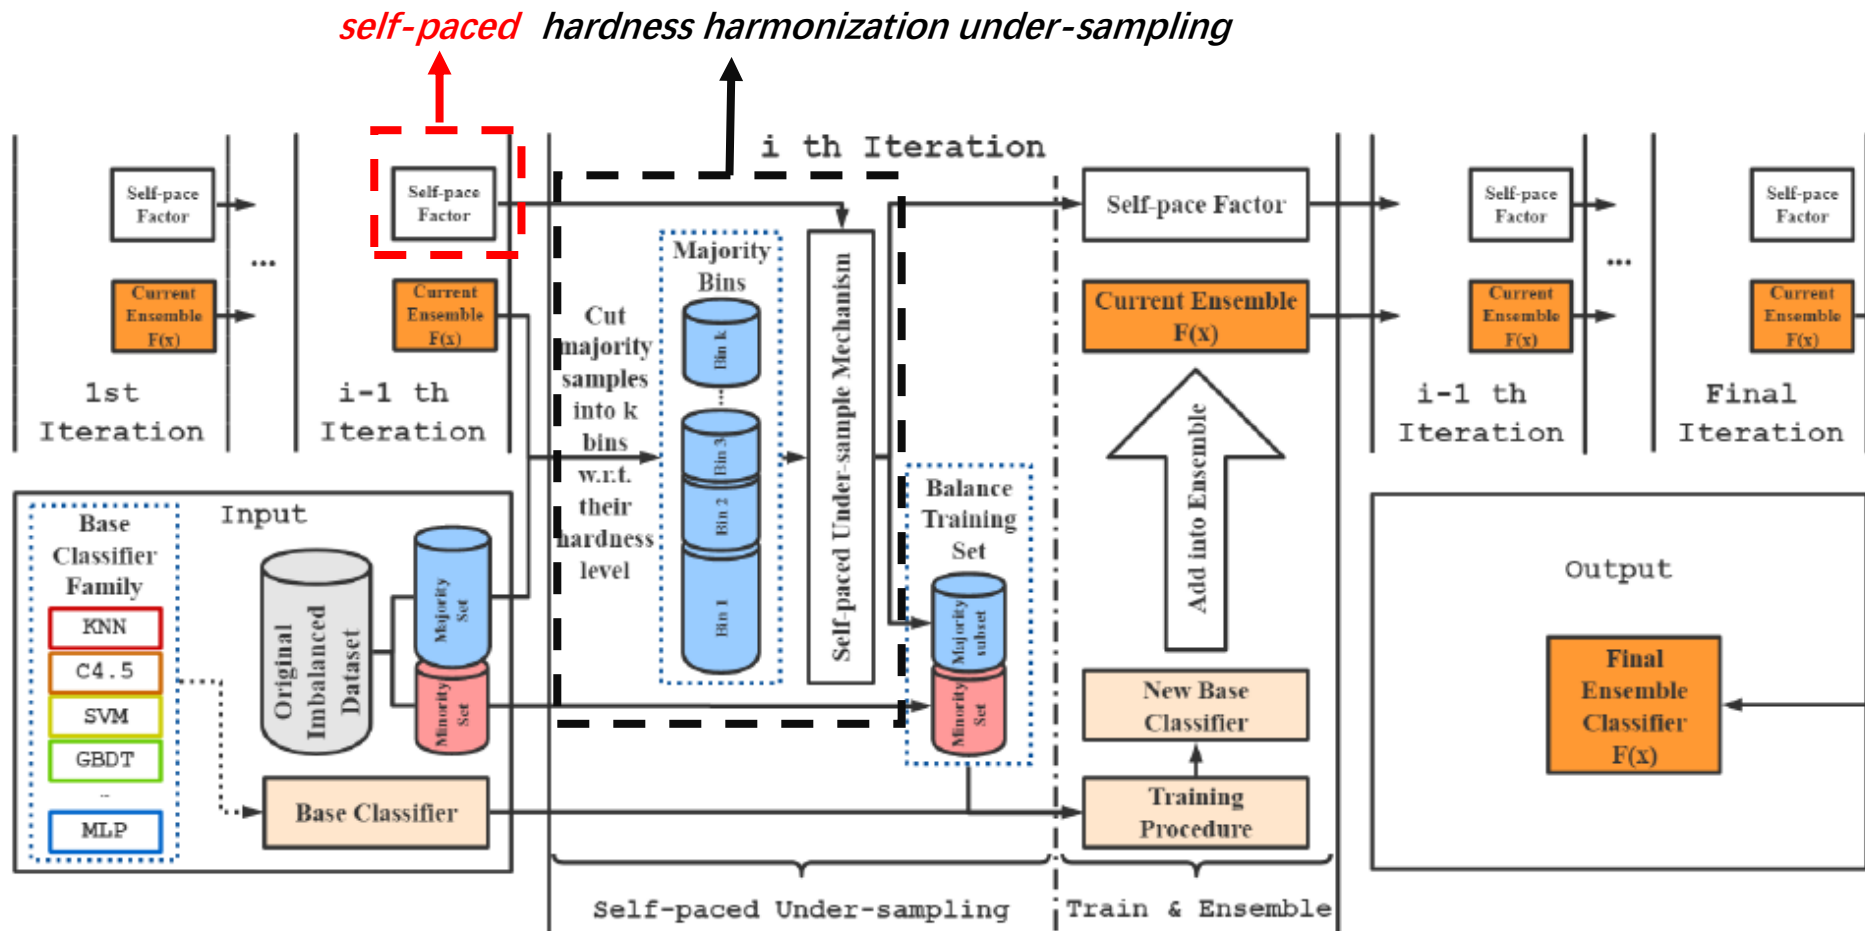 self-paced hardness harmonization under-sampling
i th Iteration
Self-pace
Factor
...
Current
Ensemble
F(x)
1st
Iteration
Self-pace
Factor
Current
Ensemble
F(x)
i-1 th
Iteration
Cut
majority
samples
into k
bins
w.r.t.
their
hardness
level
Majority
Bins
Bin k
......
Bin 3
Bin 2
Bin 1
Self-paced Under-sample Mechanism
Balance
Training
Set
Majority
subset
Minority
Set
Self-pace Factor
Current Ensemble
F(x)
Add into Ensemble
New Base
Classifier
Training
Procedure
Self-pace
Factor
...
Current
Ensemble
F(x)
i-1 th
Iteration
Self-pace
Factor
Current
Ensemble
F(x)
Final
Iteration
Input
Base
Classifier
Family
KNN
C4.5
SVM
GBDT
...
MLP
Original
Imbalanced
Dataset
Majority
Set
Minority
Set
Base Classifier
Output
Final
Ensemble
Classifier
F(x)
Self-paced Under-sampling
Train & Ensemble